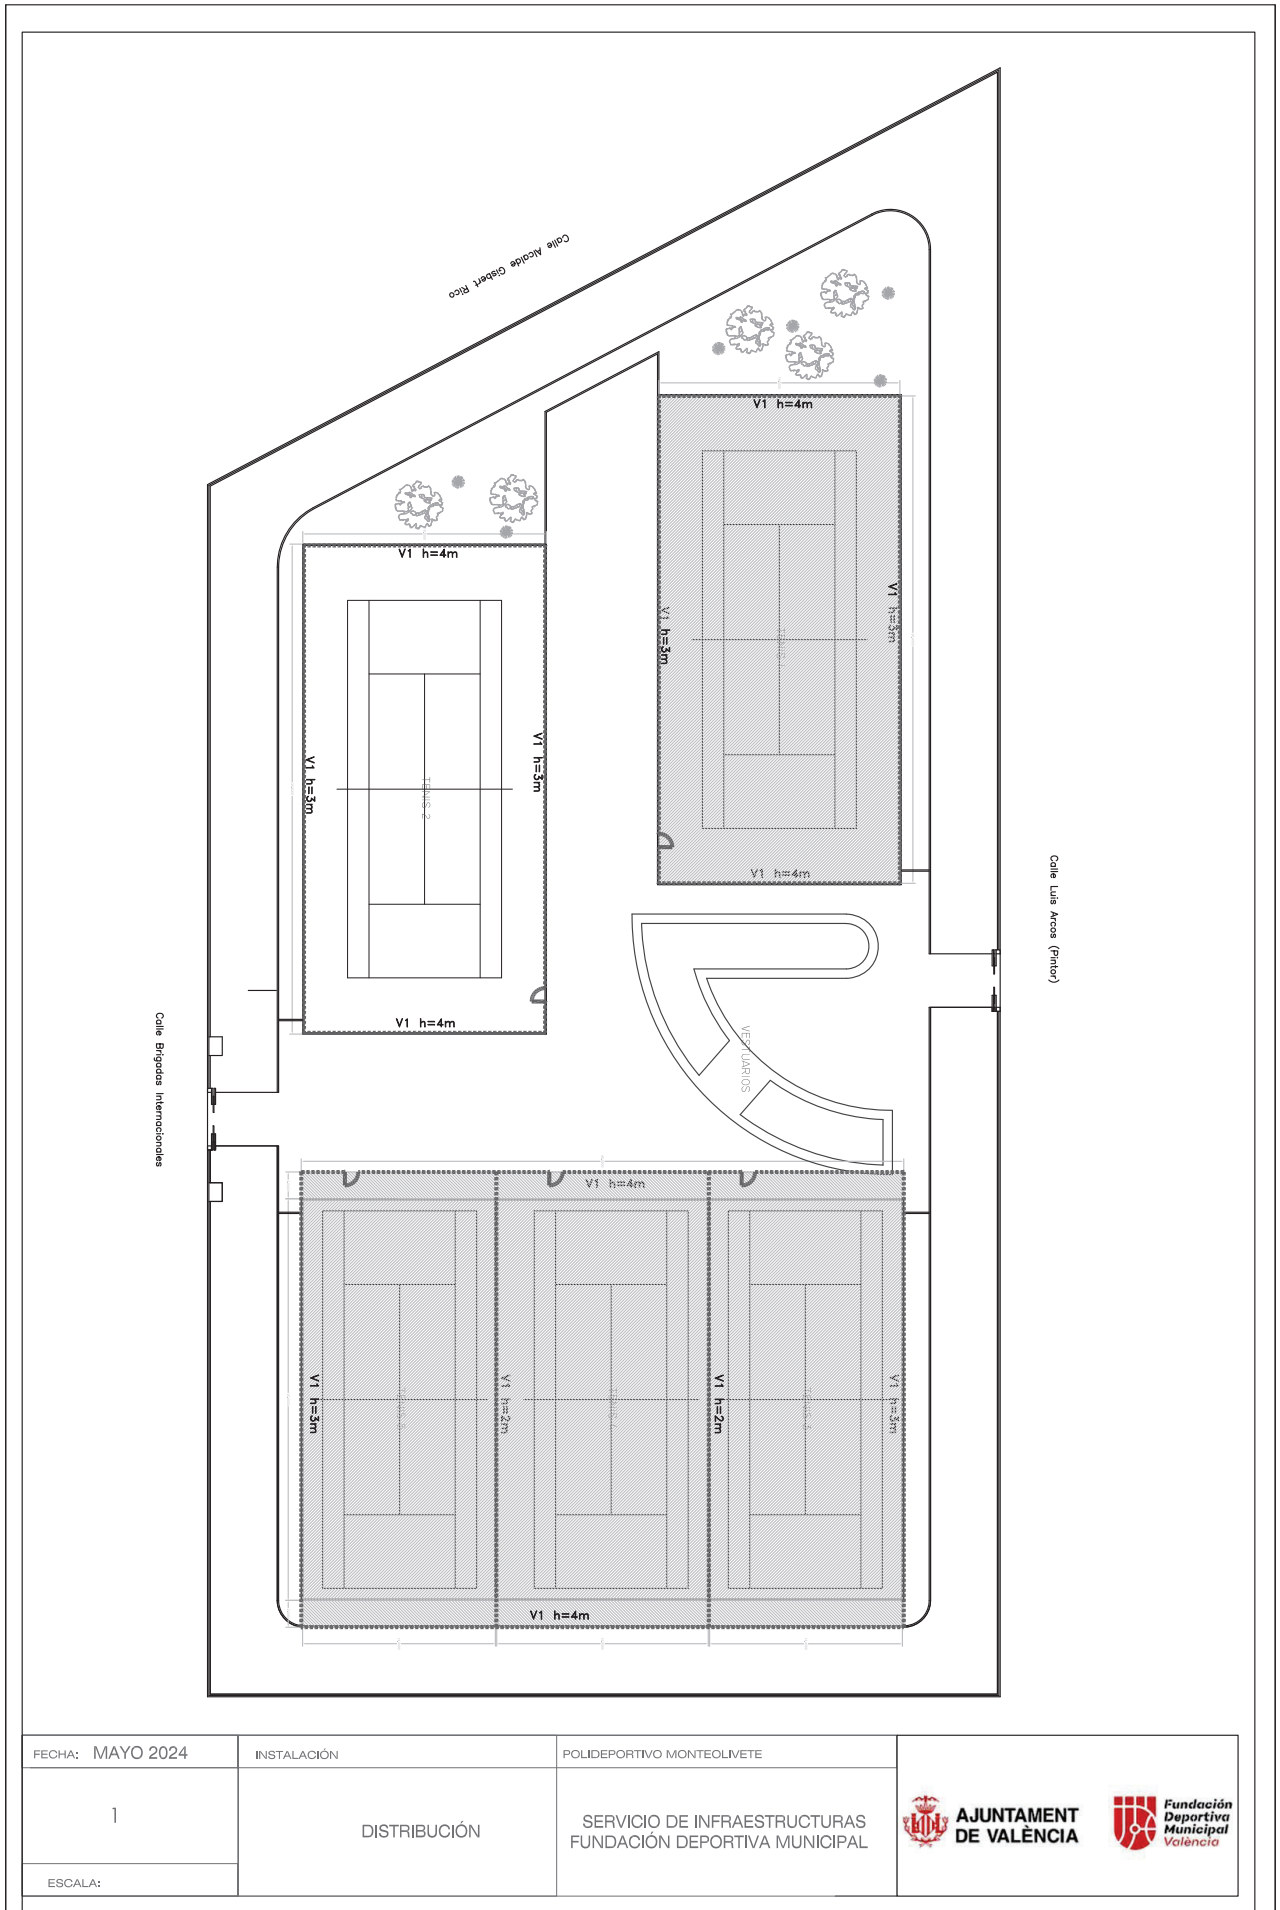 Calle Alcalde Gisbert Rico
V1 h=4m
V1 h=4m
V1 h=3m
V1 h=3m
V1 h=3m
V1 h=3m
TENIS 2
V1 h=4m
V1 h=4m
Calle Luis Arcos (Pintor)
Calle Brigadas Internacionales
VESTUARIOS
V1 h=4m
V1 h=3m
V1 h=2m
V1 h=2m
V1 h=3m
V1 h=4m
FECHA: MAYO 2024
INSTALACIÓN
POLIDEPORTIVO MONTEOLIVETE
1
DISTRIBUCIÓN
SERVICIO DE INFRAESTRUCTURAS
FUNDACIÓN DEPORTIVA MUNICIPAL
ESCALA:
AJUNTAMENT
DE VALÈNCIA
Fundación
Deportiva
Municipal
València